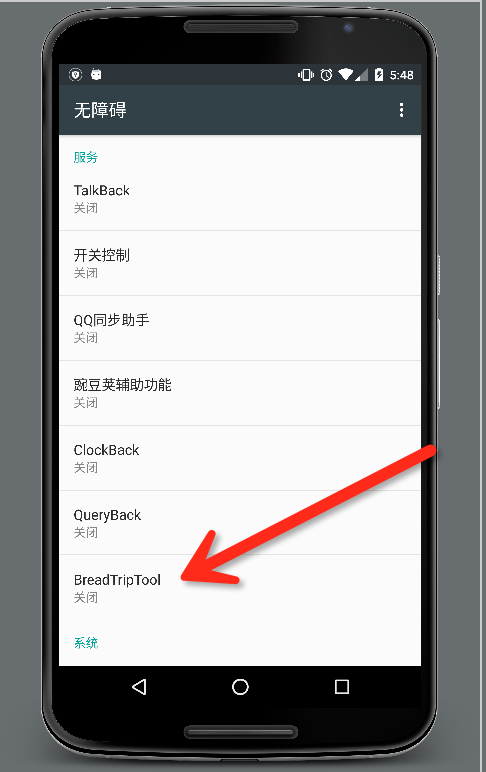 5:48
无障碍
服务
TalkBack
关闭
开关控制
关闭
QQ同步助手
关闭
豌豆荚辅助功能
关闭
ClockBack
关闭
QueryBack
关闭
BreadTripTool
关闭
系统